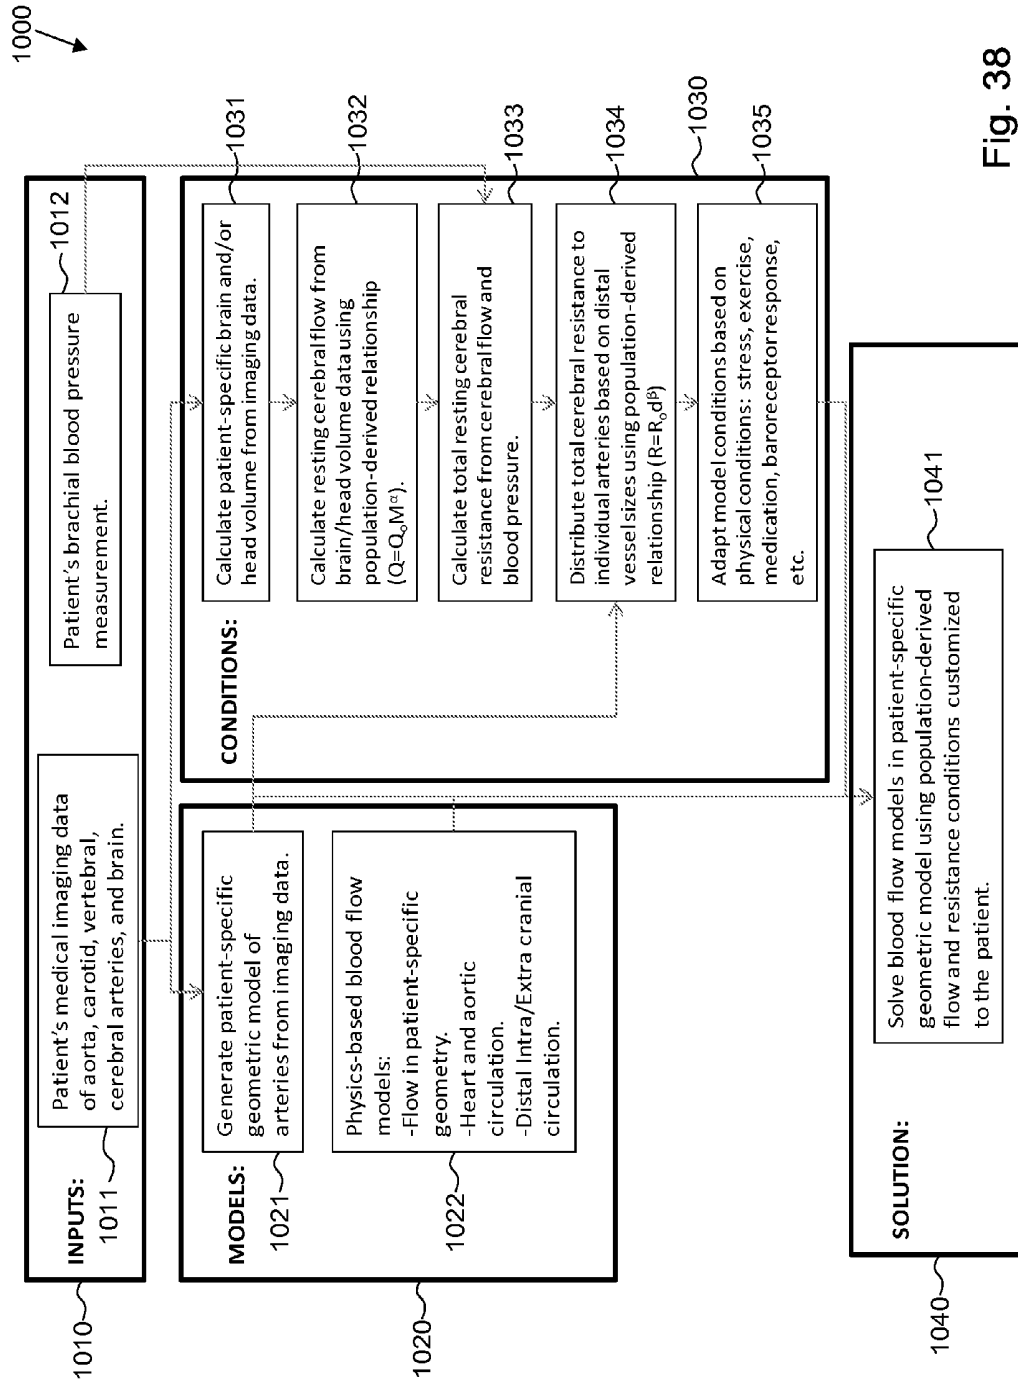 1000
1010
INPUTS:
1011
Patient's medical imaging data
of aorta, carotid, vertebral,
cerebral arteries, and brain.
1012
Patient's brachial blood pressure
measurement.
1020
MODELS:
1021
Generate patient-specific
geometric model of
arteries from imaging data.
1022
Physics-based blood flow
models:
-Flow in patient-specific
geometry.
-Heart and aortic
circulation.
-Distal Intra/Extra cranial
circulation.
CONDITIONS:
1030
1031
Calculate patient-specific brain and/or
head volume from imaging data.
1032
Calculate resting cerebral flow from
brain/head volume data using
population-derived relationship
(Q=QₒMᵅ).
1033
Calculate total resting cerebral
resistance from cerebral flow and
blood pressure.
1034
Distribute total cerebral resistance to
individual arteries based on distal
vessel sizes using population-derived
relationship (R=Rₒdᵝ)
1035
Adapt model conditions based on
physical conditions: stress, exercise,
medication, baroreceptor response,
etc.
1040
SOLUTION:
1041
Solve blood flow models in patient-specific
geometric model using population-derived
flow and resistance conditions customized
to the patient.
Fig. 38